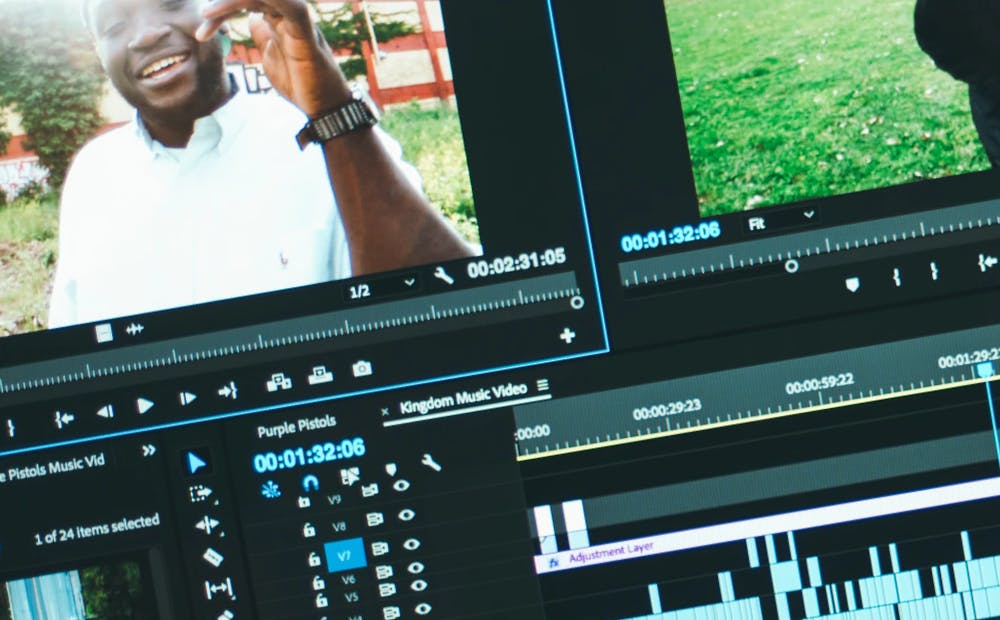 00:02:31:05
1/2
00:01:32:06
Fit
Pistols Music Vid
1 of 24 items selected
Purple Pistols
× Kingdom Music Video
00:01:32:06
:00:00
00:00:29:23
00:00:59:22
00:01:29:2
V9
V8
V7
V6
V5
fx Adjustment Layer